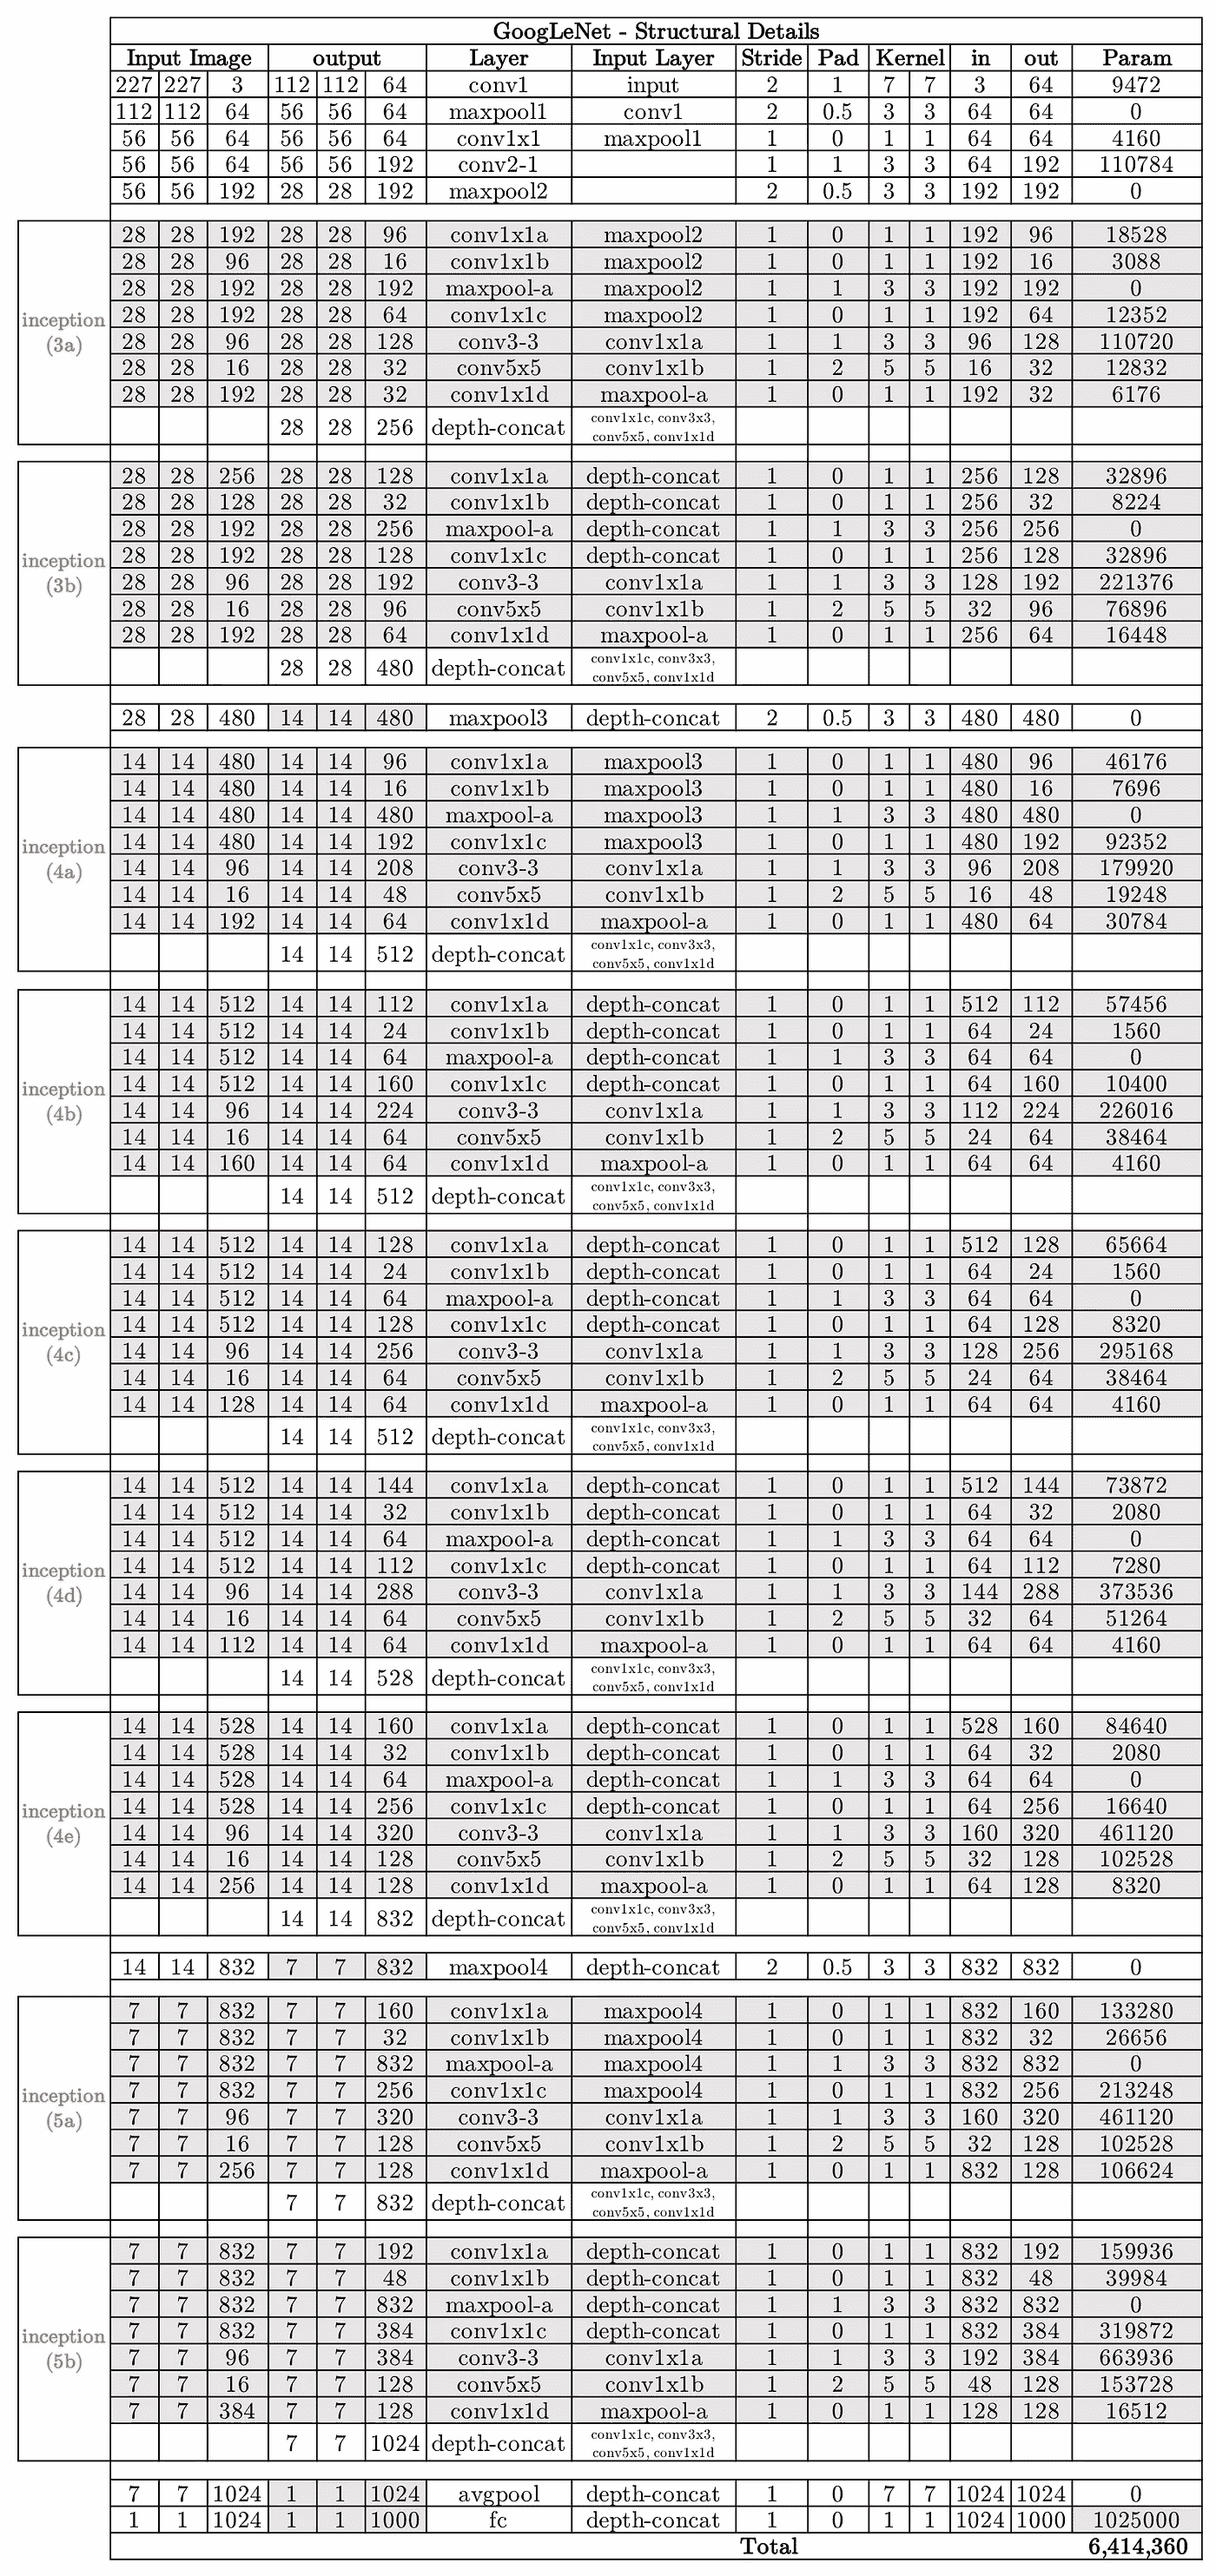 GoogLeNet - Structural Details
Input Image output Layer Input Layer Stride Pad Kernel in out Param
227 227 3 112 112 64 conv1 input 2 1 7 7 3 64 9472
112 112 64 56 56 64 maxpool1 conv1 2 0.5 3 3 64 64 0
56 56 64 56 56 64 conv1x1 maxpool1 1 0 1 1 64 64 4160
56 56 64 56 56 192 conv2-1 1 1 3 3 64 192 110784
56 56 192 28 28 192 maxpool2 2 0.5 3 3 192 192 0
inception
(3a)
28 28 192 28 28 96 conv1x1a maxpool2 1 0 1 1 192 96 18528
28 28 96 28 28 16 conv1x1b maxpool2 1 0 1 1 192 16 3088
28 28 192 28 28 192 maxpool-a maxpool2 1 1 3 3 192 192 0
28 28 192 28 28 64 conv1x1c maxpool2 1 0 1 1 192 64 12352
28 28 96 28 28 128 conv3-3 conv1x1a 1 1 3 3 96 128 110720
28 28 16 28 28 32 conv5x5 conv1x1b 1 2 5 5 16 32 12832
28 28 192 28 28 32 conv1x1d maxpool-a 1 0 1 1 192 32 6176
28 28 256 depth-concat conv1x1c, conv3x3,
conv5x5, conv1x1d
inception
(3b)
28 28 256 28 28 128 conv1x1a depth-concat 1 0 1 1 256 128 32896
28 28 128 28 28 32 conv1x1b depth-concat 1 0 1 1 256 32 8224
28 28 192 28 28 256 maxpool-a depth-concat 1 1 3 3 256 256 0
28 28 192 28 28 128 conv1x1c depth-concat 1 0 1 1 256 128 32896
28 28 96 28 28 192 conv3-3 conv1x1a 1 1 3 3 128 192 221376
28 28 16 28 28 96 conv5x5 conv1x1b 1 2 5 5 32 96 76896
28 28 192 28 28 64 conv1x1d maxpool-a 1 0 1 1 256 64 16448
28 28 480 depth-concat conv1x1c, conv3x3,
conv5x5, conv1x1d
28 28 480 14 14 480 maxpool3 depth-concat 2 0.5 3 3 480 480 0
inception
(4a)
14 14 480 14 14 96 conv1x1a maxpool3 1 0 1 1 480 96 46176
14 14 480 14 14 16 conv1x1b maxpool3 1 0 1 1 480 16 7696
14 14 480 14 14 480 maxpool-a maxpool3 1 1 3 3 480 480 0
14 14 480 14 14 192 conv1x1c maxpool3 1 0 1 1 480 192 92352
14 14 96 14 14 208 conv3-3 conv1x1a 1 1 3 3 96 208 179920
14 14 16 14 14 48 conv5x5 conv1x1b 1 2 5 5 16 48 19248
14 14 192 14 14 64 conv1x1d maxpool-a 1 0 1 1 480 64 30784
14 14 512 depth-concat conv1x1c, conv3x3,
conv5x5, conv1x1d
inception
(4b)
14 14 512 14 14 112 conv1x1a depth-concat 1 0 1 1 512 112 57456
14 14 512 14 14 24 conv1x1b depth-concat 1 0 1 1 64 24 1560
14 14 512 14 14 64 maxpool-a depth-concat 1 1 3 3 64 64 0
14 14 512 14 14 160 conv1x1c depth-concat 1 0 1 1 64 160 10400
14 14 96 14 14 224 conv3-3 conv1x1a 1 1 3 3 112 224 226016
14 14 16 14 14 64 conv5x5 conv1x1b 1 2 5 5 24 64 38464
14 14 160 14 14 64 conv1x1d maxpool-a 1 0 1 1 64 64 4160
14 14 512 depth-concat conv1x1c, conv3x3,
conv5x5, conv1x1d
inception
(4c)
14 14 512 14 14 128 conv1x1a depth-concat 1 0 1 1 512 128 65664
14 14 512 14 14 24 conv1x1b depth-concat 1 0 1 1 64 24 1560
14 14 512 14 14 64 maxpool-a depth-concat 1 1 3 3 64 64 0
14 14 512 14 14 128 conv1x1c depth-concat 1 0 1 1 64 128 8320
14 14 96 14 14 256 conv3-3 conv1x1a 1 1 3 3 128 256 295168
14 14 16 14 14 64 conv5x5 conv1x1b 1 2 5 5 24 64 38464
14 14 128 14 14 64 conv1x1d maxpool-a 1 0 1 1 64 64 4160
14 14 512 depth-concat conv1x1c, conv3x3,
conv5x5, conv1x1d
inception
(4d)
14 14 512 14 14 144 conv1x1a depth-concat 1 0 1 1 512 144 73872
14 14 512 14 14 32 conv1x1b depth-concat 1 0 1 1 64 32 2080
14 14 512 14 14 64 maxpool-a depth-concat 1 1 3 3 64 64 0
14 14 512 14 14 112 conv1x1c depth-concat 1 0 1 1 64 112 7280
14 14 96 14 14 288 conv3-3 conv1x1a 1 1 3 3 144 288 373536
14 14 16 14 14 64 conv5x5 conv1x1b 1 2 5 5 32 64 51264
14 14 112 14 14 64 conv1x1d maxpool-a 1 0 1 1 64 64 4160
14 14 528 depth-concat conv1x1c, conv3x3,
conv5x5, conv1x1d
inception
(4e)
14 14 528 14 14 160 conv1x1a depth-concat 1 0 1 1 528 160 84640
14 14 528 14 14 32 conv1x1b depth-concat 1 0 1 1 64 32 2080
14 14 528 14 14 64 maxpool-a depth-concat 1 1 3 3 64 64 0
14 14 528 14 14 256 conv1x1c depth-concat 1 0 1 1 64 256 16640
14 14 96 14 14 320 conv3-3 conv1x1a 1 1 3 3 160 320 461120
14 14 16 14 14 128 conv5x5 conv1x1b 1 2 5 5 32 128 102528
14 14 256 14 14 128 conv1x1d maxpool-a 1 0 1 1 64 128 8320
14 14 832 depth-concat conv1x1c, conv3x3,
conv5x5, conv1x1d
14 14 832 7 7 832 maxpool4 depth-concat 2 0.5 3 3 832 832 0
inception
(5a)
7 7 832 7 7 160 conv1x1a maxpool4 1 0 1 1 832 160 133280
7 7 832 7 7 32 conv1x1b maxpool4 1 0 1 1 832 32 26656
7 7 832 7 7 832 maxpool-a maxpool4 1 1 3 3 832 832 0
7 7 832 7 7 256 conv1x1c maxpool4 1 0 1 1 832 256 213248
7 7 96 7 7 320 conv3-3 conv1x1a 1 1 3 3 160 320 461120
7 7 16 7 7 128 conv5x5 conv1x1b 1 2 5 5 32 128 102528
7 7 256 7 7 128 conv1x1d maxpool-a 1 0 1 1 832 128 106624
7 7 832 depth-concat conv1x1c, conv3x3,
conv5x5, conv1x1d
inception
(5b)
7 7 832 7 7 192 conv1x1a depth-concat 1 0 1 1 832 192 159936
7 7 832 7 7 48 conv1x1b depth-concat 1 0 1 1 832 48 39984
7 7 832 7 7 832 maxpool-a depth-concat 1 1 3 3 832 832 0
7 7 832 7 7 384 conv1x1c depth-concat 1 0 1 1 832 384 319872
7 7 96 7 7 384 conv3-3 conv1x1a 1 1 3 3 192 384 663936
7 7 16 7 7 128 conv5x5 conv1x1b 1 2 5 5 48 128 153728
7 7 384 7 7 128 conv1x1d maxpool-a 1 0 1 1 128 128 16512
7 7 1024 depth-concat conv1x1c, conv3x3,
conv5x5, conv1x1d
7 7 1024 1 1 1024 avgpool depth-concat 1 0 7 7 1024 1024 0
1 1 1024 1 1 1000 fc depth-concat 1 0 1 1 1024 1000 1025000
Total 6,414,360